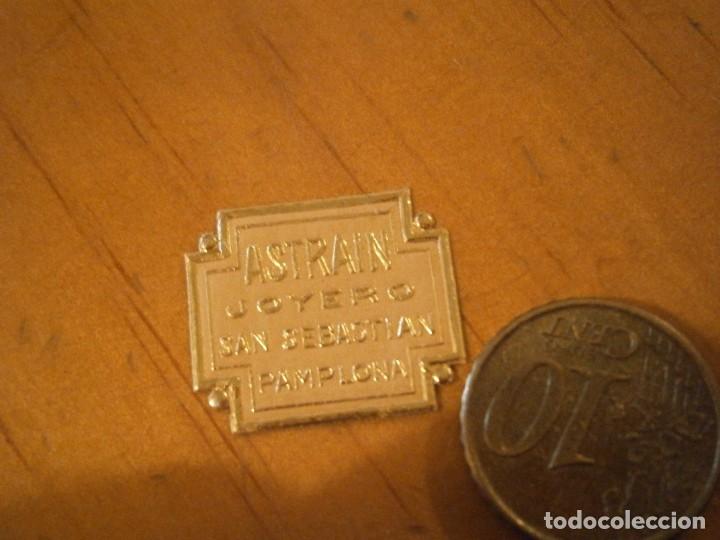 ASTRAIN
JOYERO
SAN SEBASTIAN
PAMPLONA
10
CENT
todocoleccion